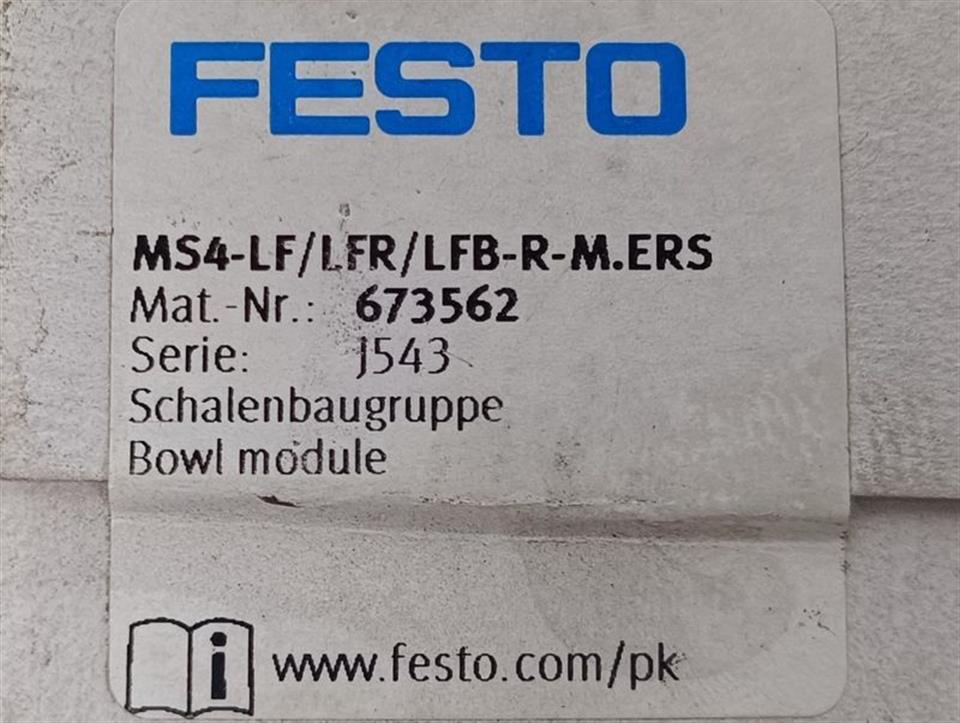 FESTO
MS4-LF/LFR/LFB-R-M.ERS
Mat.-Nr.: 673562
Serie: J543
Schalenbaugruppe
Bowl module
i www.festo.com/pk